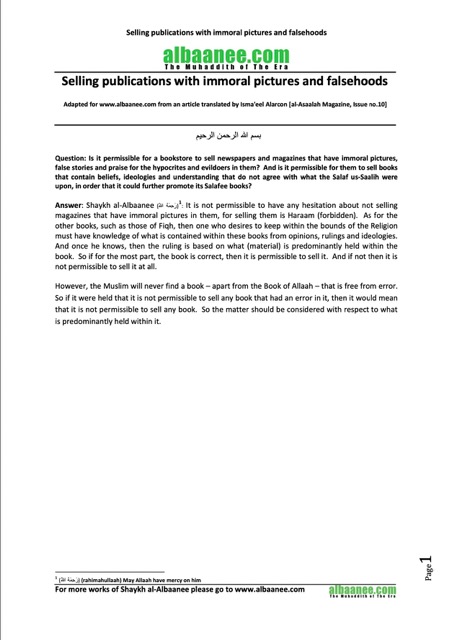 Selling publications with immoral pictures and falsehoods
albaanee.com
The Muhaddith of The Era
Selling publications with immoral pictures and falsehoods
Adapted for www.albaanee.com from an article translated by Isma'eel Alarcon [al-Asaalah Magazine, Issue no.10]
بسم الله الرحمن الرحيم
Question: Is it permissible for a bookstore to sell newspapers and magazines that have immoral pictures,
false stories and praise for the hypocrites and evildoers in them?  And is it permissible for them to sell books
that contain beliefs, ideologies and understanding that do not agree with what the Salaf us-Saalih were
upon, in order that it could further promote its Salafee books?
Answer: Shaykh al-Albaanee (رَحِمَهُ اللهُ)1: It is not permissible to have any hesitation about not selling
magazines that have immoral pictures in them, for selling them is Haraam (forbidden).  As for the
other books, such as those of Fiqh, then one who desires to keep within the bounds of the Religion
must have knowledge of what is contained within these books from opinions, rulings and ideologies.
And once he knows, then the ruling is based on what (material) is predominantly held within the
book.  So if for the most part, the book is correct, then it is permissible to sell it.  And if not then it is
not permissible to sell it at all.
However, the Muslim will never find a book – apart from the Book of Allaah – that is free from error.
So if it were held that it is not permissible to sell any book that had an error in it, then it would mean
that it is not permissible to sell any book.  So the matter should be considered with respect to what
is predominantly held within it.
Page 1
1 (رَحِمَهُ اللهُ) (rahimahullaah) May Allaah have mercy on him
For more works of Shaykh al-Albaanee please go to www.albaanee.com
albaanee.com
The Muhaddith of The Era